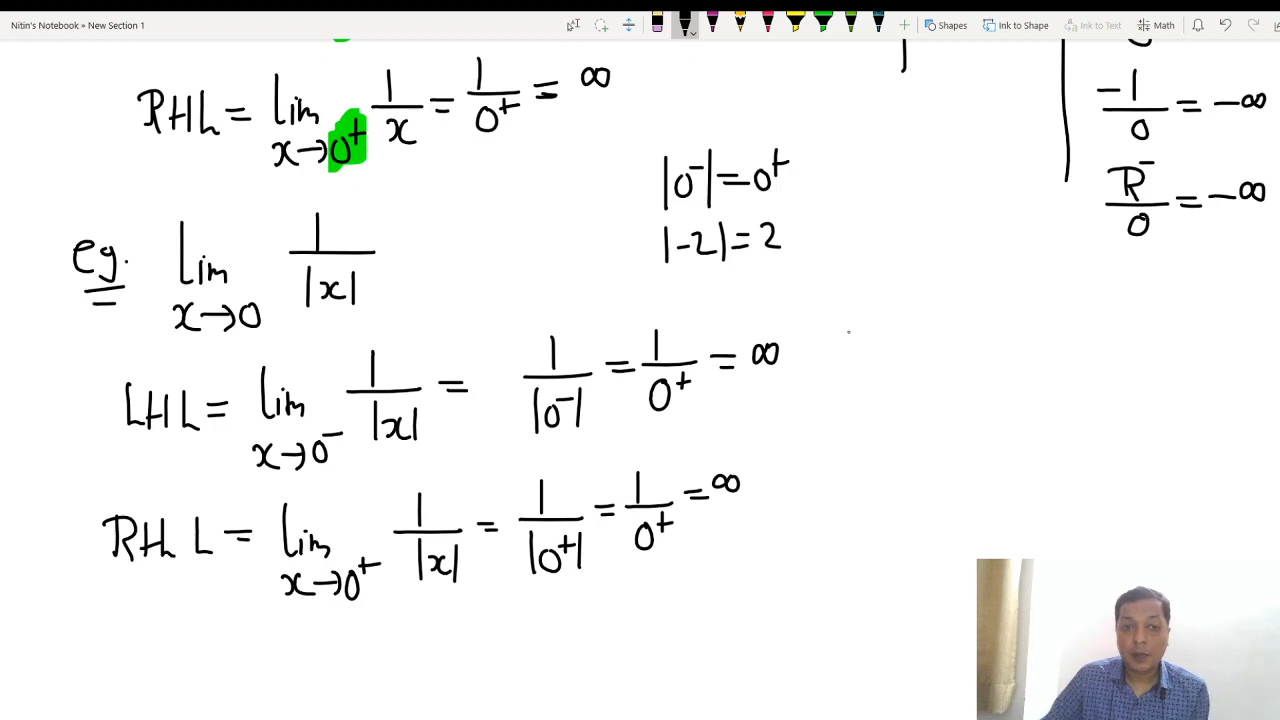 Nitin's Notebook » New Section 1
Shapes Ink to Shape Ink to Text Math
RHL = lim x→0⁺ 1/x = 1/0⁺ = ∞
-1/0 = -∞
R⁻/0 = -∞
|0⁻| = 0⁺
|-2| = 2
eg. lim x→0 1/|x|
LHL = lim x→0⁻ 1/|x| = 1/|0⁻| = 1/0⁺ = ∞
RHL = lim x→0⁺ 1/|x| = 1/|0⁺| = 1/0⁺ = ∞